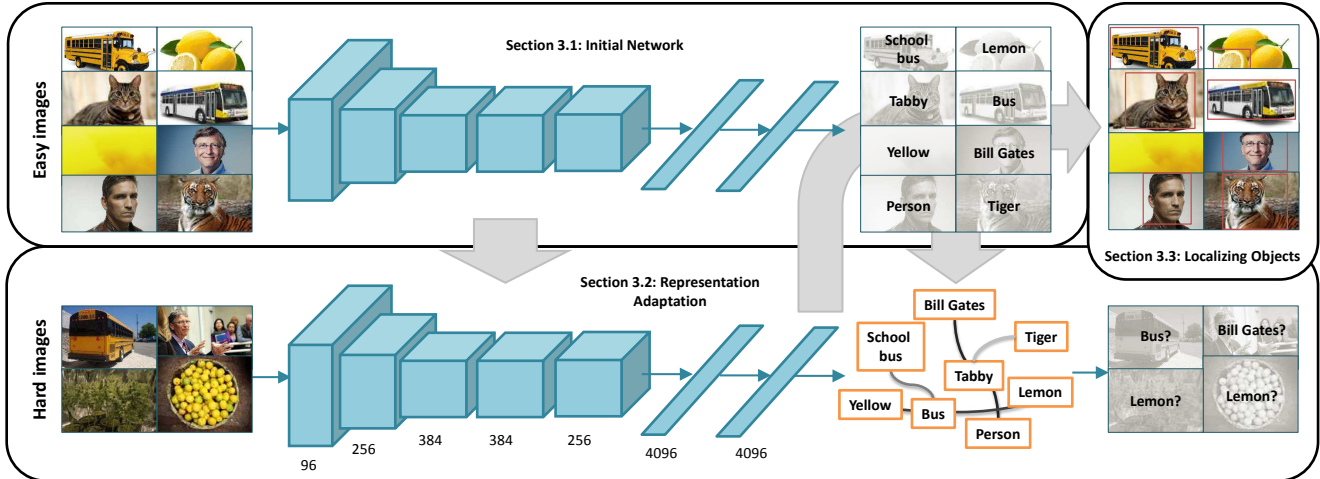 Easy images
Section 3.1: Initial Network
School
bus
Lemon
Tabby
Bus
Yellow
Bill Gates
Person
Tiger
Section 3.3: Localizing Objects
Hard images
Section 3.2: Representation
Adaptation
96
256
384
384
256
4096
4096
Bill Gates
School
bus
Tiger
Tabby
Lemon
Yellow
Bus
Person
Bus?
Bill Gates?
Lemon?
Lemon?